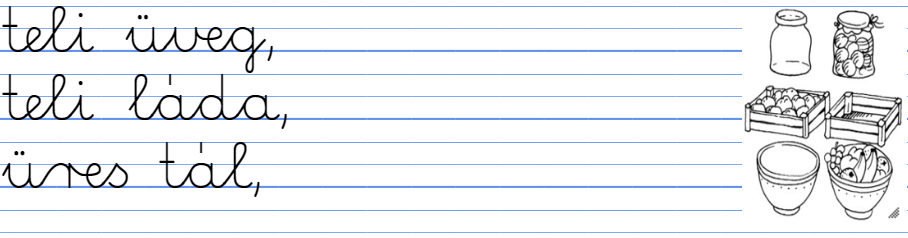 teli üveg,
teli láda,
üres tál,